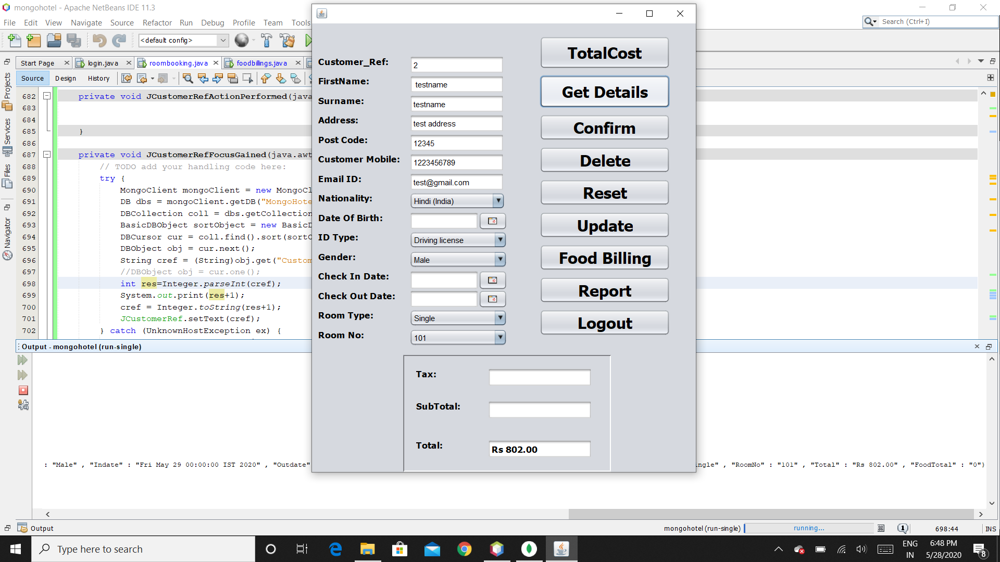 mongohotel - Apache NetBeans IDE 11.3
File Edit View Navigate Source Refactor Run Debug Profile Team Tools
Search (Ctrl+I)
<default config>
Start Page login.java roombooking.java foodbillings.java
Source Design History
Projects
Services
Files
Navigator
682 private void JCustomerRefActionPerformed(java
683
684
685 }
686
687 private void JCustomerRefFocusGained(java.awt
688 // TODO add your handling code here:
689 try {
690 MongoClient mongoClient = new MongoCl
691 DB dbs = mongoClient.getDB("MongoHote
692 DBCollection coll = dbs.getCollection
693 BasicDBObject sortObject = new BasicD
694 DBCursor cur = coll.find().sort(sortO
695 DBObject obj = cur.next();
696 String cref = (String)obj.get("Custom
697 //DBObject obj = cur.one();
698 int res=Integer.parseInt(cref);
699 System.out.print(res+1);
700 cref = Integer.toString(res+1);
701 JCustomerRef.setText(cref);
702 } catch (UnknownHostException ex) {
Customer_Ref: 2
FirstName: testname
Surname: testname
Address: test address
Post Code: 12345
Customer Mobile: 1223456789
Email ID: test@gmail.com
Nationality: Hindi (India)
Date Of Birth:
ID Type: Driving license
Gender: Male
Check In Date:
Check Out Date:
Room Type: Single
Room No: 101
TotalCost
Get Details
Confirm
Delete
Reset
Update
Food Billing
Report
Logout
Tax:
SubTotal:
Total: Rs 802.00
Output - mongohotel (run-single)
: "Male" , "Indate" : "Fri May 29 00:00:00 IST 2020" , "Outdate" ngle" , "RoomNo" : "101" , "Total" : "Rs 802.00" , "FoodTotal" : "0"}
Output
mongohotel (run-single) running... 1 698:44 INS
Type here to search
ENG
IN
6:48 PM
5/28/2020
8